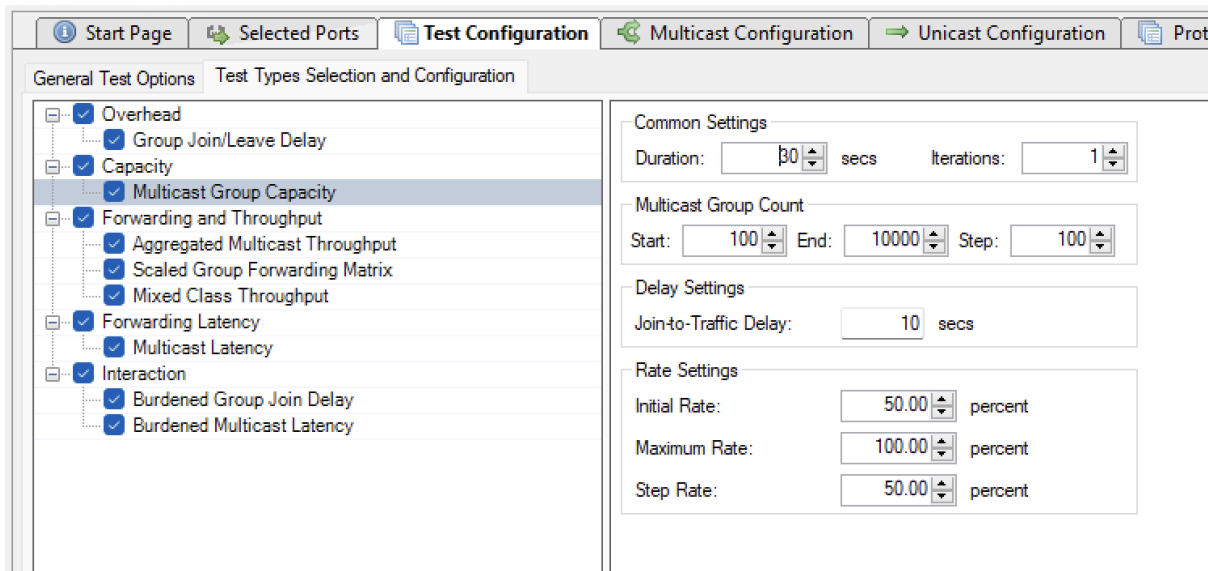 Start Page Selected Ports Test Configuration Multicast Configuration Unicast Configuration Prot
General Test Options Test Types Selection and Configuration
Overhead
Group Join/Leave Delay
Capacity
Multicast Group Capacity
Forwarding and Throughput
Aggregated Multicast Throughput
Scaled Group Forwarding Matrix
Mixed Class Throughput
Forwarding Latency
Multicast Latency
Interaction
Burdened Group Join Delay
Burdened Multicast Latency
Common Settings
Duration: 30 secs Iterations: 1
Multicast Group Count
Start: 100 End: 10000 Step: 100
Delay Settings
Join-to-Traffic Delay: 10 secs
Rate Settings
Initial Rate: 50.00 percent
Maximum Rate: 100.00 percent
Step Rate: 50.00 percent